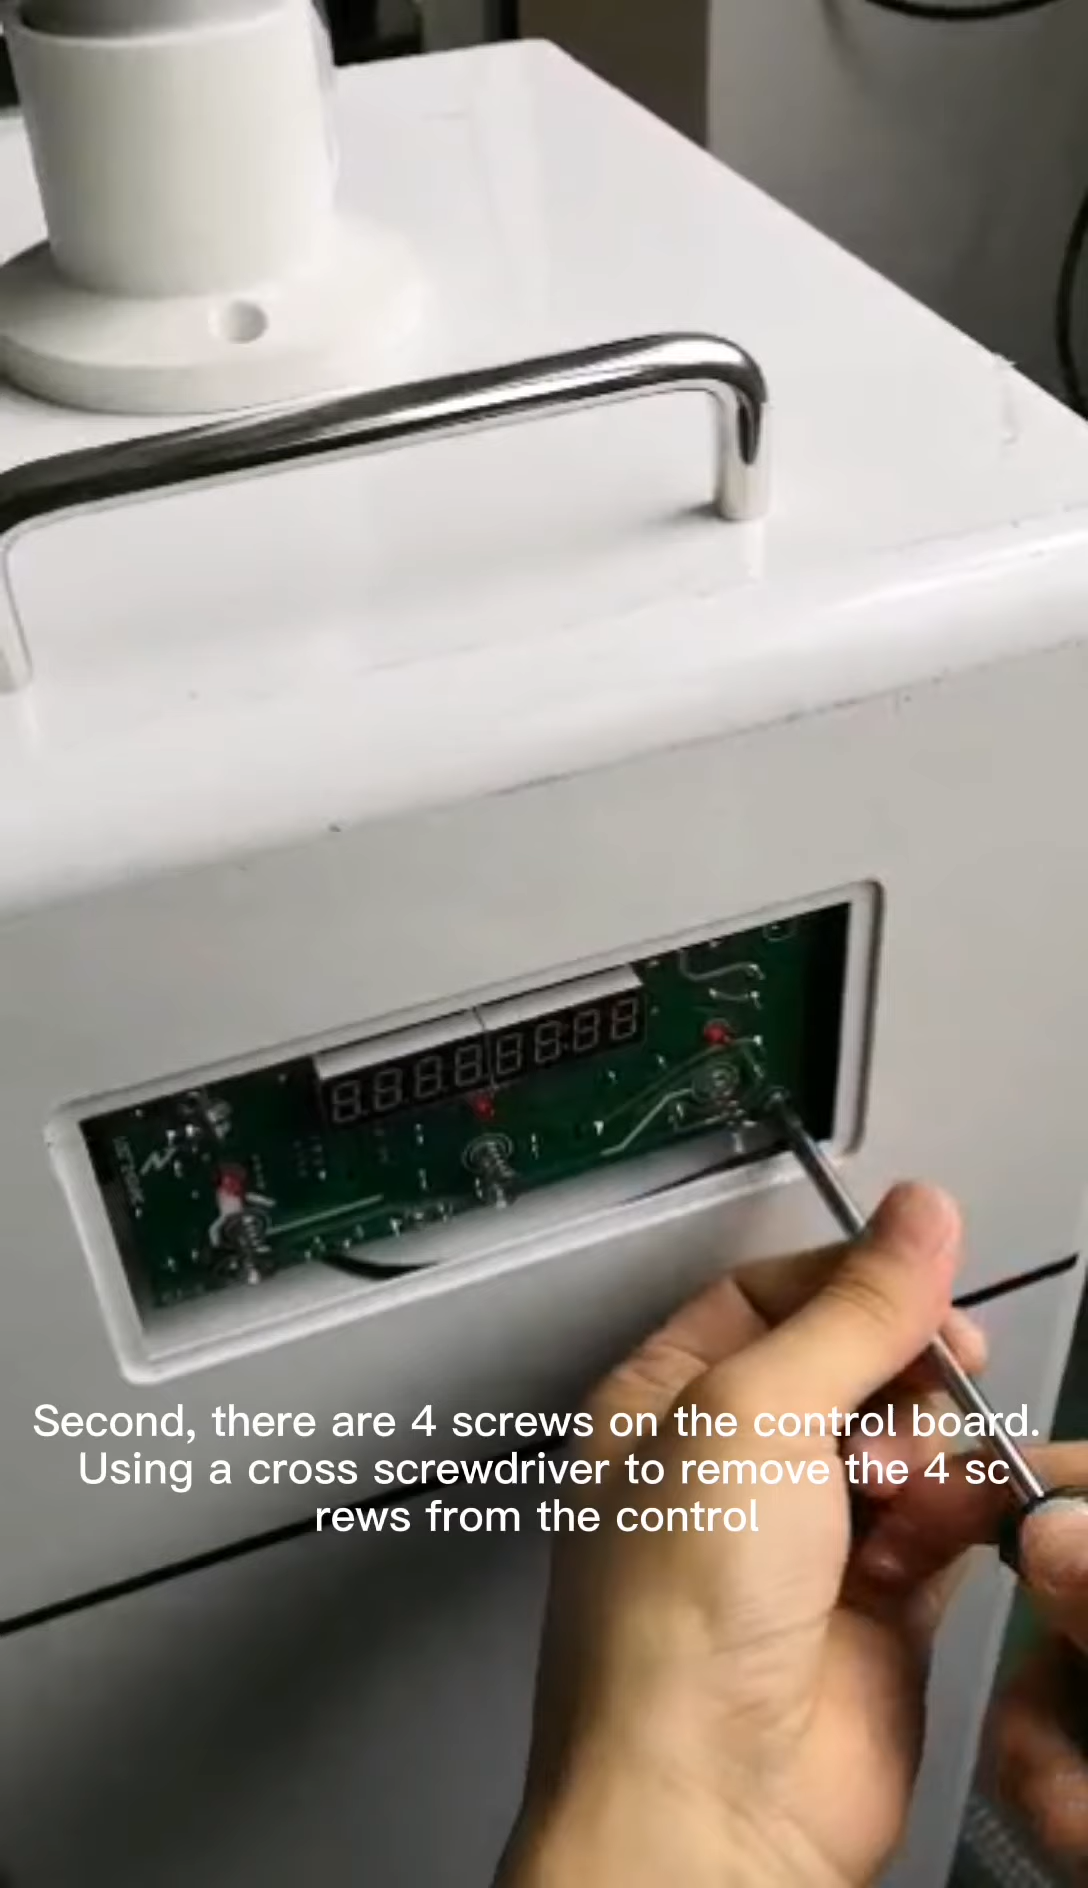 Second, there are 4 screws on the control board.
Using a cross screwdriver to remove the 4 sc
rews from the control